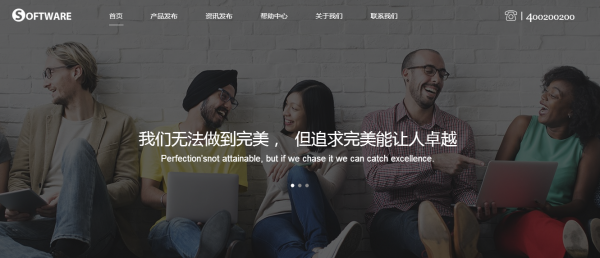 SOFTWARE 首页 产品发布 资讯发布 帮助中心 关于我们 联系我们 | 400200200
我们无法做到完美， 但追求完美能让人卓越
Perfection'snot attainable, but if we chase it we can catch excellence.